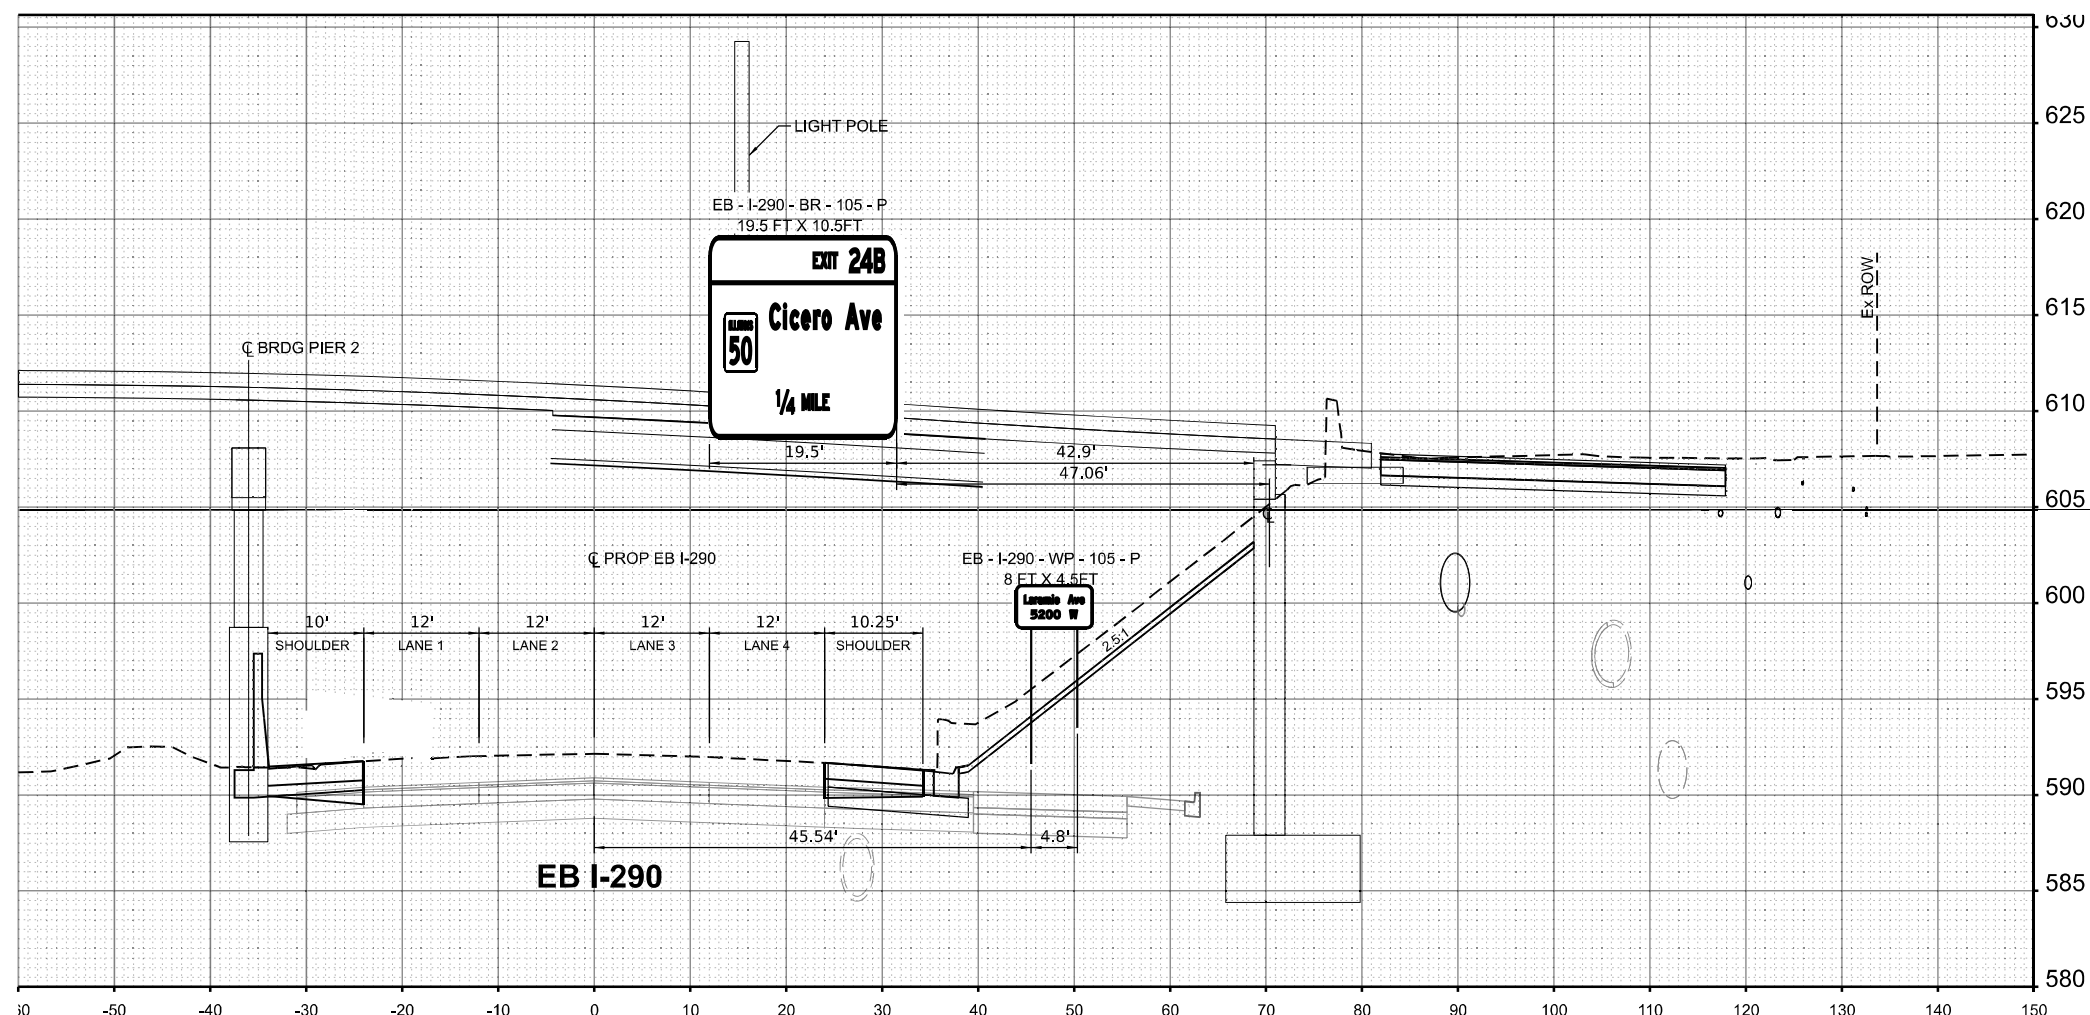 630
LIGHT POLE
625
EB - I-290 - BR - 105 - P
620
19.5 FT X 10.5FT
EXIT 24B
Ex ROW
ILLINOIS
50
Cicero Ave
615
℄ BRDG PIER 2
1/4 MILE
610
19.5'
42.9'
47.06'
605
℄
℄ PROP EB I-290
EB - I-290 - WP - 105 - P
8 FT X 4.5FT
Laramie Ave
5200 W
600
10'
12'
12'
12'
12'
10.25'
SHOULDER
LANE 1
LANE 2
LANE 3
LANE 4
SHOULDER
2.5:1
595
590
45.54'
4.8'
EB I-290
585
580
-50 -40 -30 -20 -10 0 10 20 30 40 50 60 70 80 90 100 110 120 130 140 150